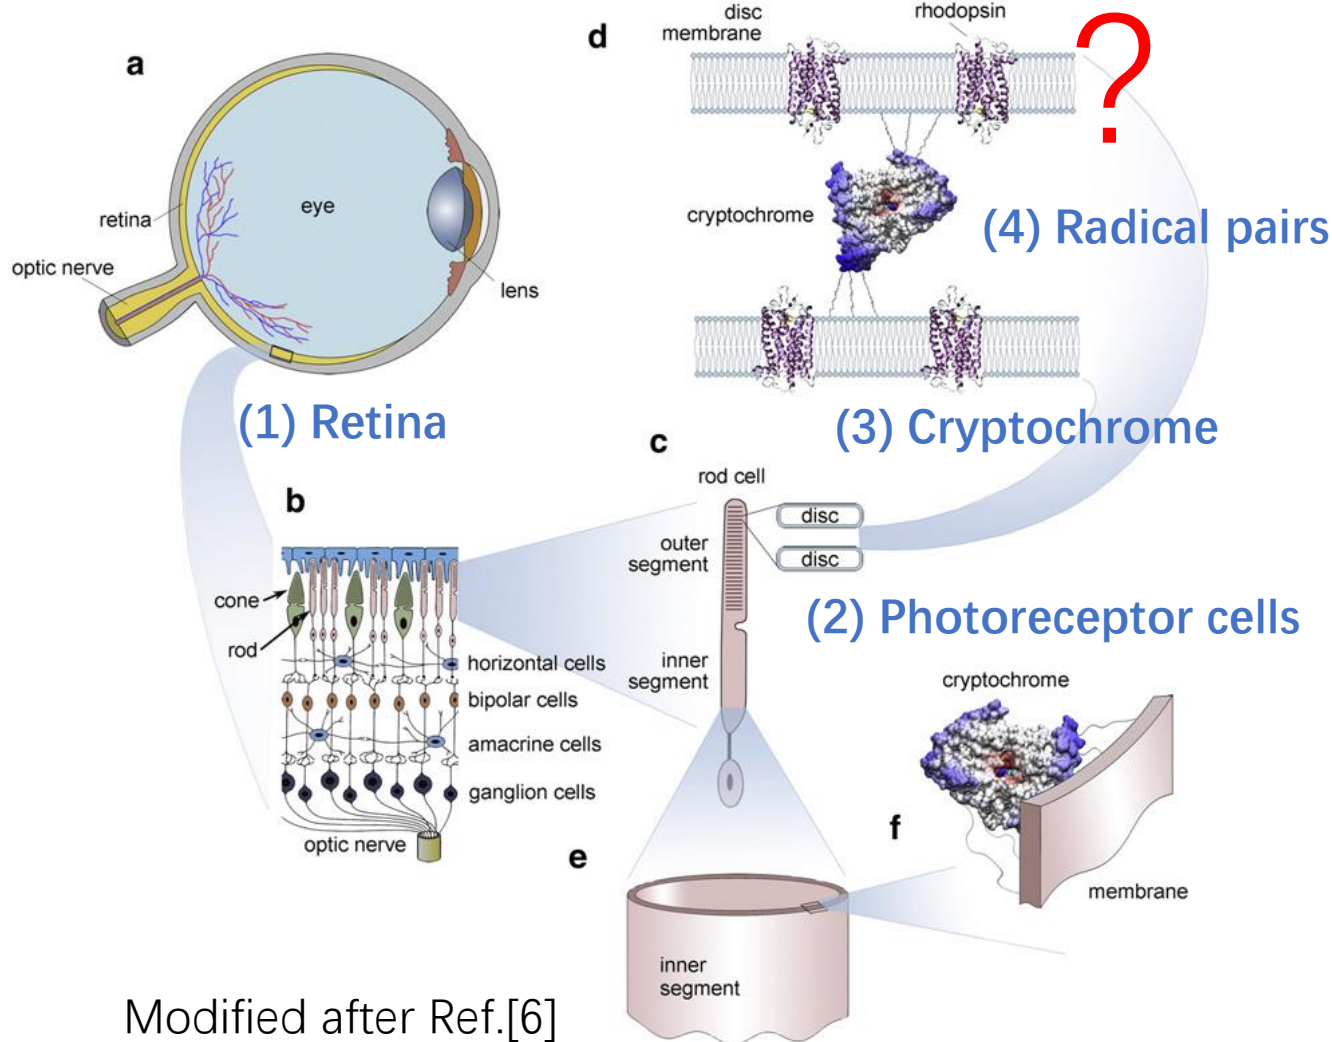 a
retina
optic nerve
eye
lens
(1) Retina
d
disc
membrane
rhodopsin
?
cryptochrome
(4) Radical pairs
(3) Cryptochrome
b
cone
rod
horizontal cells
bipolar cells
amacrine cells
ganglion cells
optic nerve
c
rod cell
outer
segment
disc
disc
(2) Photoreceptor cells
inner
segment
e
inner
segment
f
cryptochrome
membrane
Modified after Ref.[6]